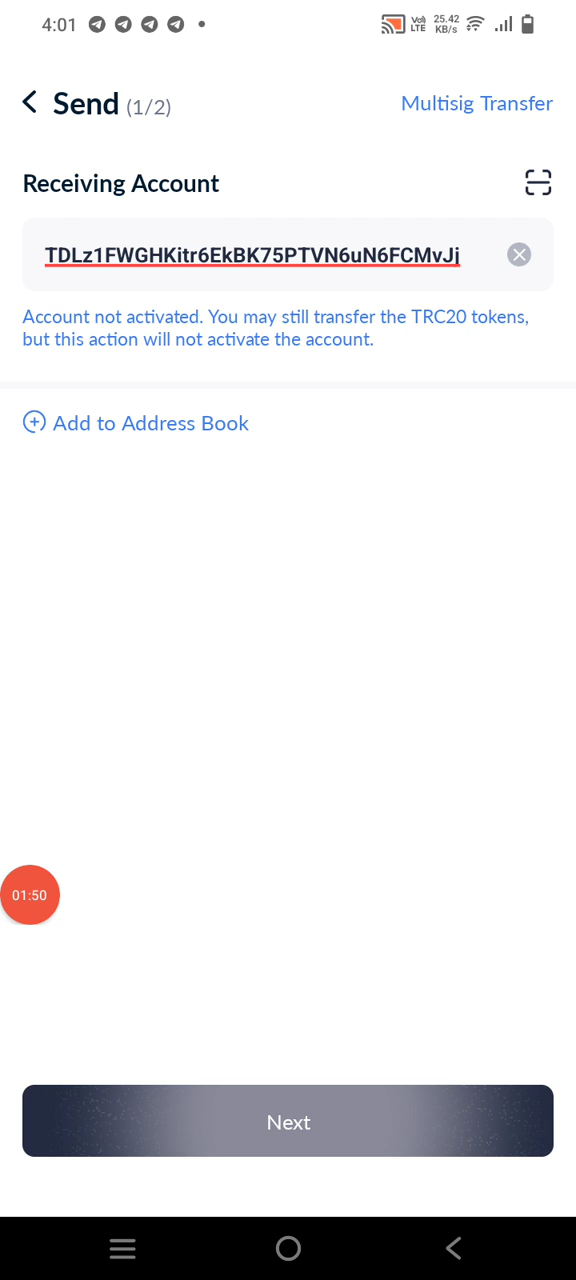 4:01
Vo) LTE
25.42 KB/s
Send (1/2)
Multisig Transfer
Receiving Account
TDLz1FWGHKitr6EkBK75PTVN6uN6FCMvJj
Account not activated. You may still transfer the TRC20 tokens,
but this action will not activate the account.
Add to Address Book
01:50
Next